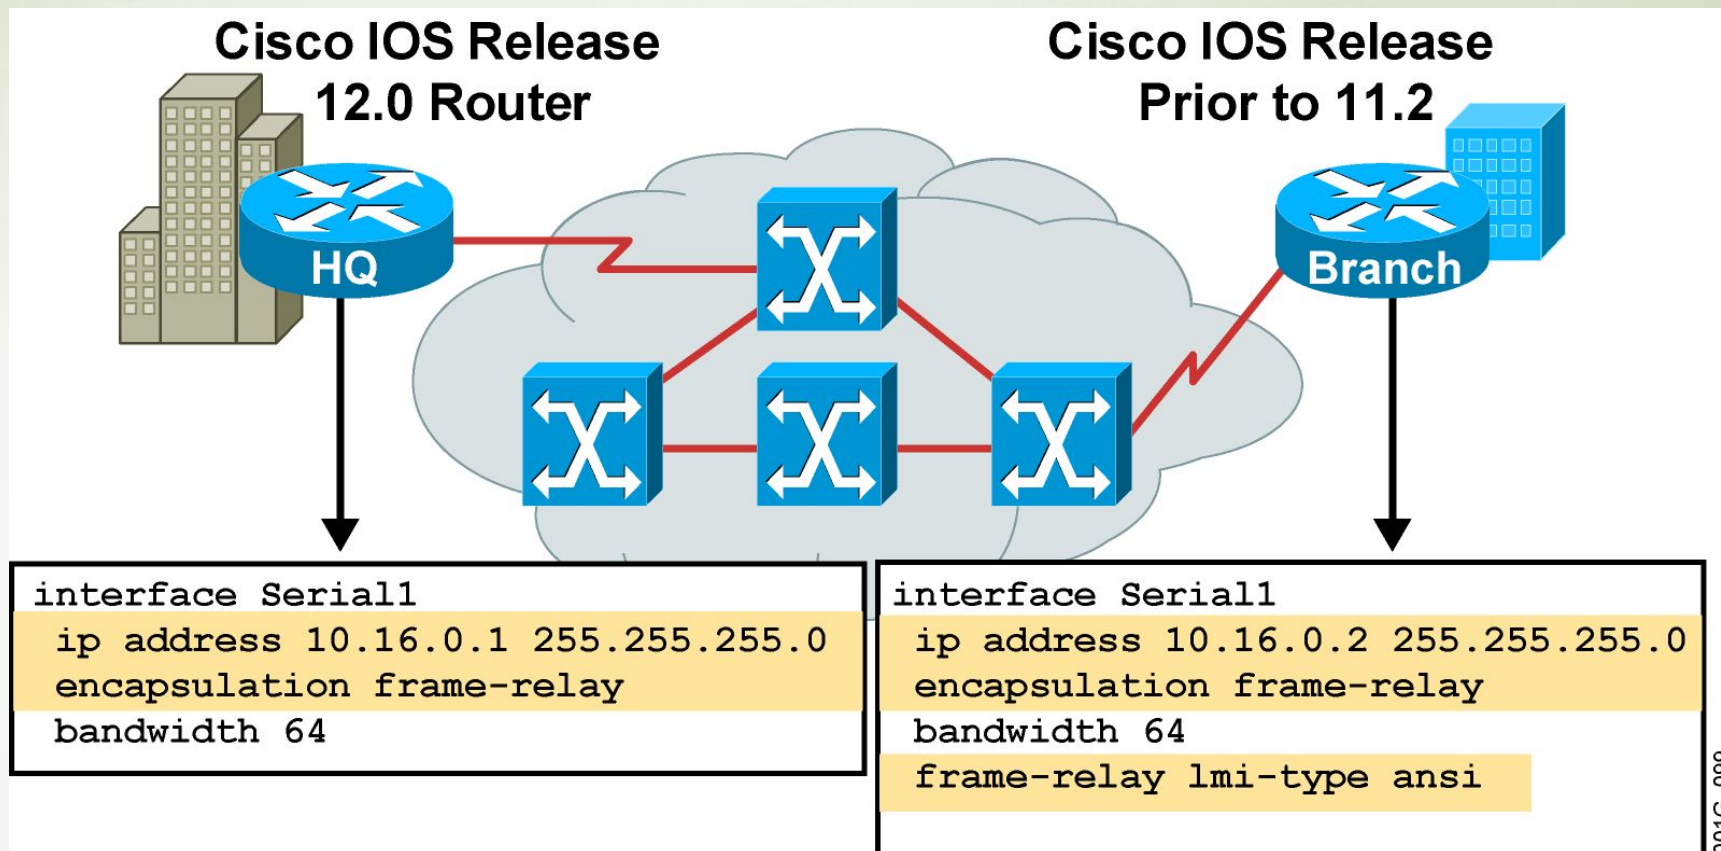 Cisco IOS Release
12.0 Router
Cisco IOS Release
Prior to 11.2
HQ
Branch
interface Serial1
ip address 10.16.0.1 255.255.255.0
encapsulation frame-relay
bandwidth 64
interface Serial1
ip address 10.16.0.2 255.255.255.0
encapsulation frame-relay
bandwidth 64
frame-relay lmi-type ansi